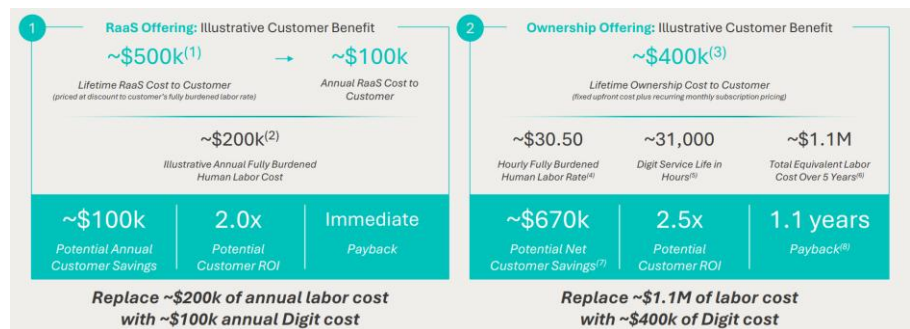 1
RaaS Offering: Illustrative Customer Benefit
~$500k(1) → ~$100k
Lifetime RaaS Cost to Customer
(priced at discount to customer's fully burdened labor rate)
Annual RaaS Cost to
Customer
~$200k(2)
Illustrative Annual Fully Burdened
Human Labor Cost
~$100k
Potential Annual
Customer Savings
2.0x
Potential
Customer ROI
Immediate
Payback
Replace ~$200k of annual labor cost
with ~$100k annual Digit cost
2
Ownership Offering: Illustrative Customer Benefit
~$400k(3)
Lifetime Ownership Cost to Customer
(fixed upfront cost plus recurring monthly subscription pricing)
~$30.50
Hourly Fully Burdened
Human Labor Rate(4)
~31,000
Digit Service Life in
Hours(5)
~$1.1M
Total Equivalent Labor
Cost Over 5 Years(6)
~$670k
Potential Net
Customer Savings(7)
2.5x
Potential
Customer ROI
1.1 years
Payback(8)
Replace ~$1.1M of labor cost
with ~$400k of Digit cost